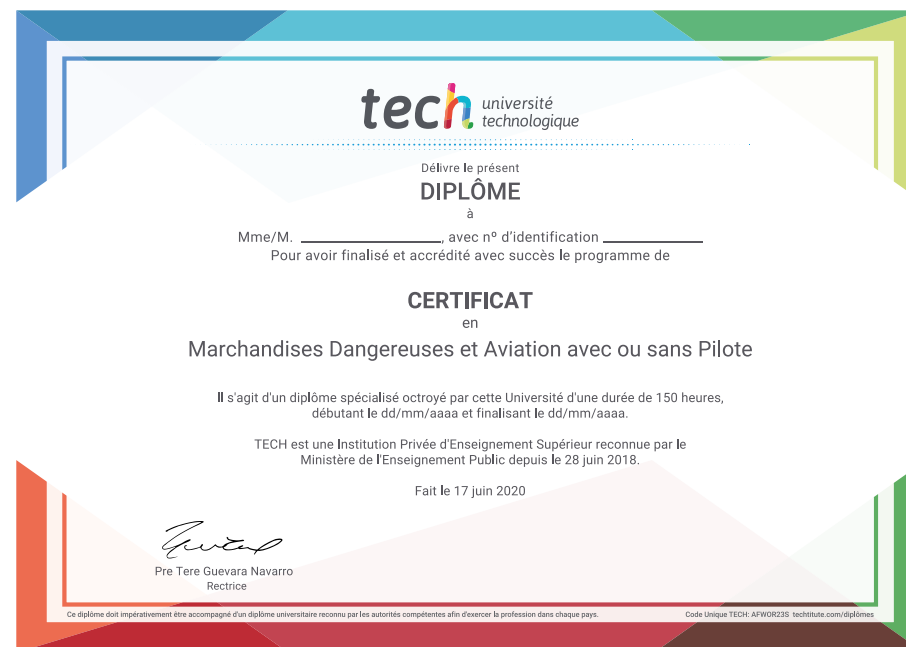 tech université
technologique
Délivre le présent
DIPLÔME
à
Mme/M. ____________________, avec nº d'identification ______________
Pour avoir finalisé et accrédité avec succès le programme de
CERTIFICAT
en
Marchandises Dangereuses et Aviation avec ou sans Pilote
Il s'agit d'un diplôme spécialisé octroyé par cette Université d'une durée de 150 heures,
débutant le dd/mm/aaaa et finalisant le dd/mm/aaaa.
TECH est une Institution Privée d'Enseignement Supérieur reconnue par le
Ministère de l'Enseignement Public depuis le 28 juin 2018.
Fait le 17 juin 2020
Pre Tere Guevara Navarro
Rectrice
Ce diplôme doit impérativement être accompagné d'un diplôme universitaire reconnu par les autorités compétentes afin d'exercer la profession dans chaque pays. Code Unique TECH: AFWOR23S techtitute.com/diplômes